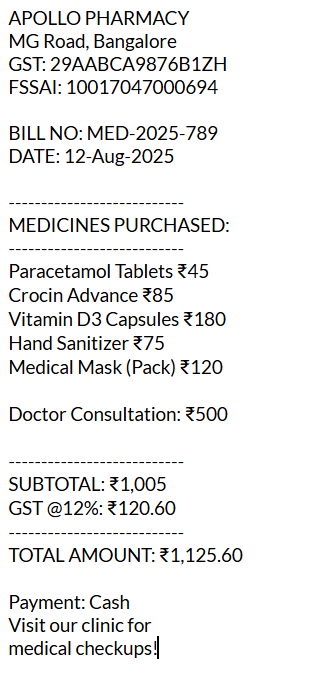 APOLLO PHARMACY
MG Road, Bangalore
GST: 29AABCA9876B1ZH
FSSAI: 10017047000694

BILL NO: MED-2025-789
DATE: 12-Aug-2025

---------------------------
MEDICINES PURCHASED:
---------------------------
Paracetamol Tablets ₹45
Crocin Advance ₹85
Vitamin D3 Capsules ₹180
Hand Sanitizer ₹75
Medical Mask (Pack) ₹120

Doctor Consultation: ₹500

---------------------------
SUBTOTAL: ₹1,005
GST @12%: ₹120.60
---------------------------
TOTAL AMOUNT: ₹1,125.60

Payment: Cash
Visit our clinic for
medical checkups!